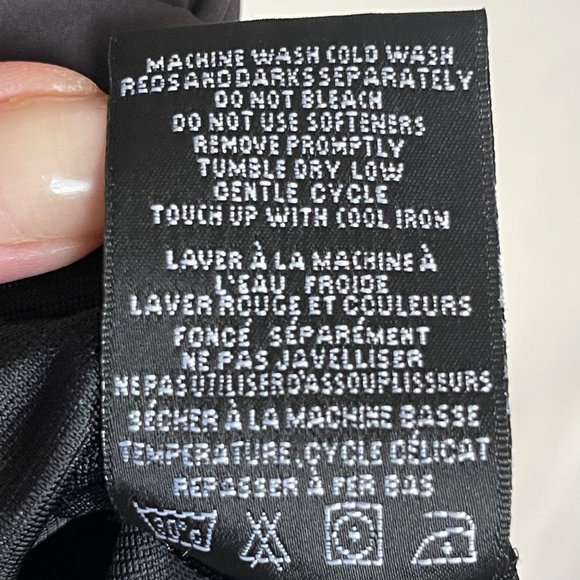 MACHINE WASH COLD WASH
REDS AND DARKS SEPARATELY
DO NOT BLEACH
DO NOT USE SOFTENERS
REMOVE PROMPTLY
TUMBLE DRY LOW
GENTLE CYCLE
TOUCH UP WITH COOL IRON
LAVER À LA MACHINE À
L'EAU FROIDE
LAVER ROUGE ET COULEURS
FONCÉ SÉPARÉMENT
NE PAS JAVELLISER
NE PAS UTILISER D'ASSOUPLISSEURS
SÉCHER À LA MACHINE BASSE
TEMPERATURE, CYCLE DÉLICAT
REPASSER À FER BAS